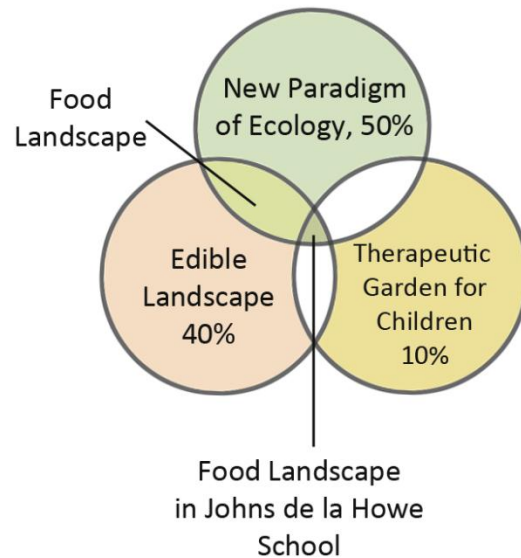 New Paradigm
of Ecology, 50%
Food
Landscape
Edible
Landscape
40%
Therapeutic
Garden for
Children
10%
Food Landscape
in Johns de la Howe
School